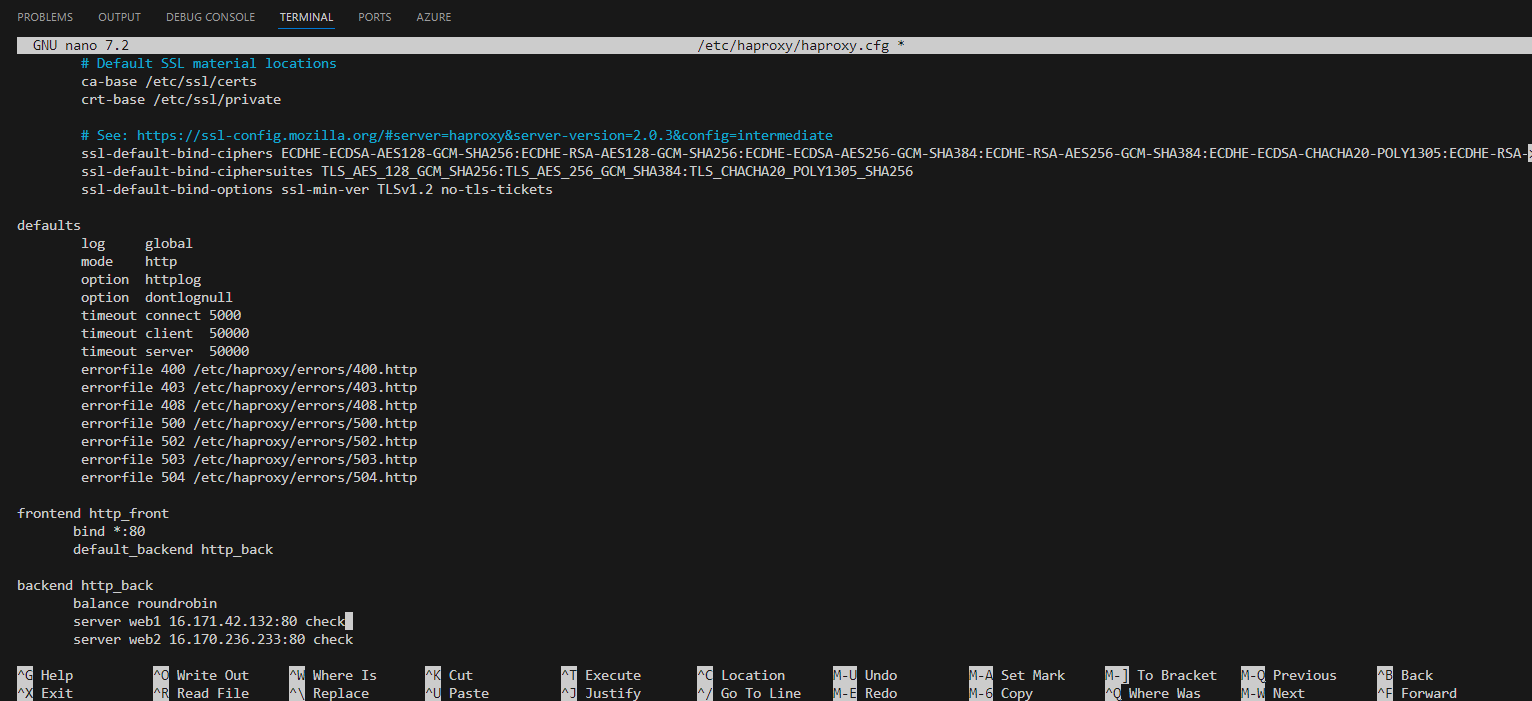 PROBLEMS OUTPUT DEBUG CONSOLE TERMINAL PORTS AZURE
GNU nano 7.2 /etc/haproxy/haproxy.cfg *
# Default SSL material locations
ca-base /etc/ssl/certs
crt-base /etc/ssl/private
# See: https://ssl-config.mozilla.org/#server=haproxy&server-version=2.0.3&config=intermediate
ssl-default-bind-ciphers ECDHE-ECDSA-AES128-GCM-SHA256:ECDHE-RSA-AES128-GCM-SHA256:ECDHE-ECDSA-AES256-GCM-SHA384:ECDHE-RSA-AES256-GCM-SHA384:ECDHE-ECDSA-CHACHA20-POLY1305:ECDHE-RSA->
ssl-default-bind-ciphersuites TLS_AES_128_GCM_SHA256:TLS_AES_256_GCM_SHA384:TLS_CHACHA20_POLY1305_SHA256
ssl-default-bind-options ssl-min-ver TLSv1.2 no-tls-tickets
defaults
log global
mode http
option httplog
option dontlognull
timeout connect 5000
timeout client 50000
timeout server 50000
errorfile 400 /etc/haproxy/errors/400.http
errorfile 403 /etc/haproxy/errors/403.http
errorfile 408 /etc/haproxy/errors/408.http
errorfile 500 /etc/haproxy/errors/500.http
errorfile 502 /etc/haproxy/errors/502.http
errorfile 503 /etc/haproxy/errors/503.http
errorfile 504 /etc/haproxy/errors/504.http
frontend http_front
bind *:80
default_backend http_back
backend http_back
balance roundrobin
server web1 16.171.42.132:80 check
server web2 16.170.236.233:80 check
^G Help ^O Write Out ^W Where Is ^K Cut ^T Execute ^C Location M-U Undo M-A Set Mark M-] To Bracket M-Q Previous ^B Back
^X Exit ^R Read File ^\ Replace ^U Paste ^J Justify ^/ Go To Line M-E Redo M-6 Copy ^Q Where Was M-W Next ^F Forward